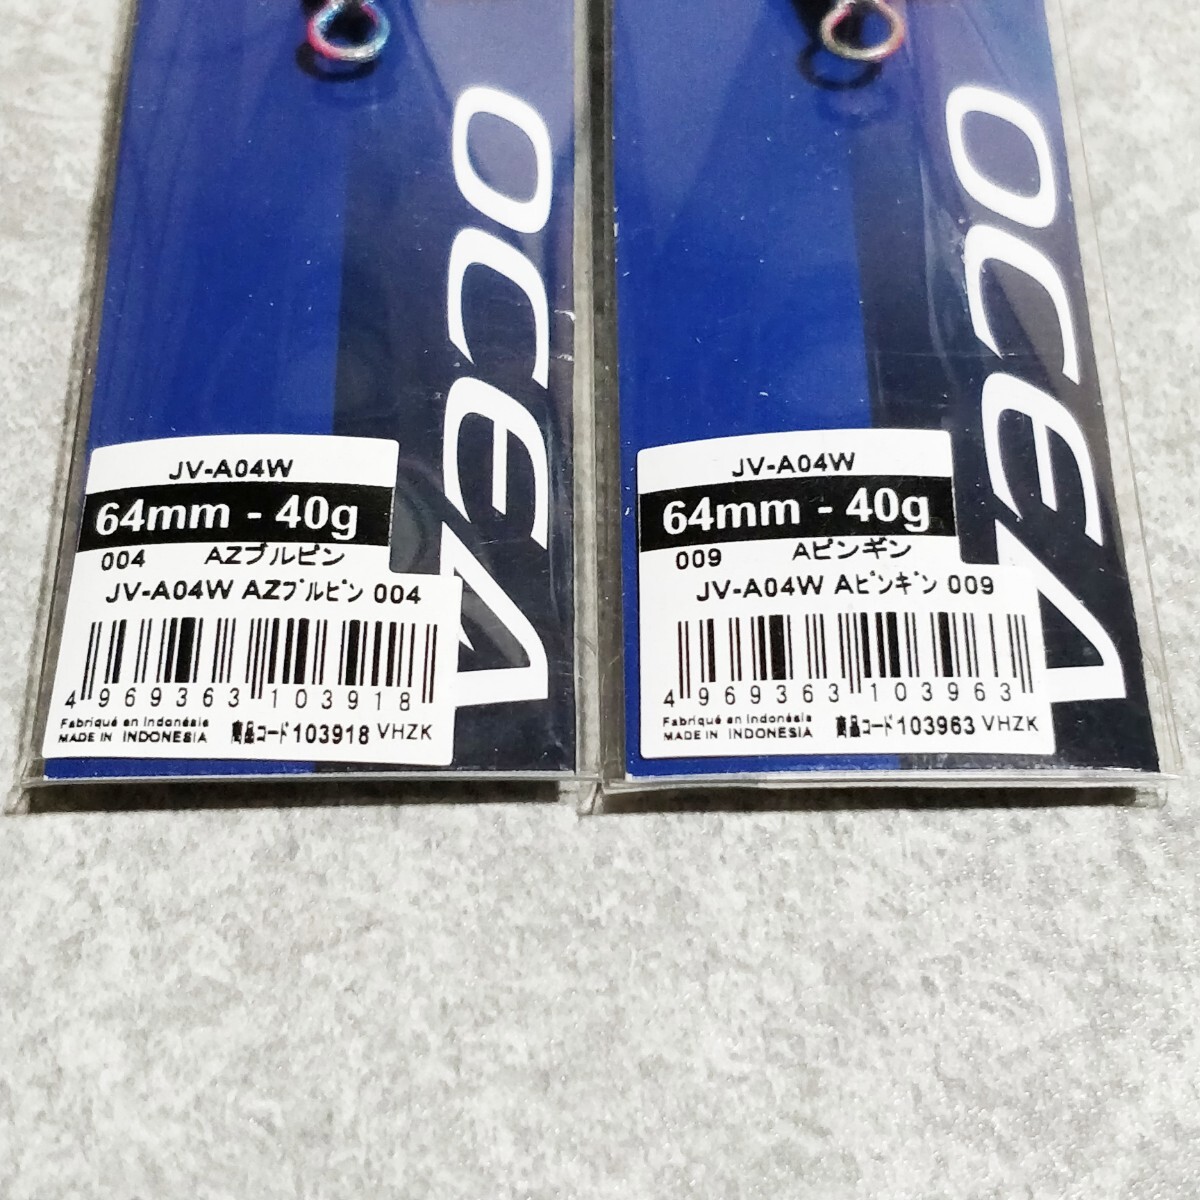 OCEA
JV-A04W
64mm - 40g
004 AZブルピン
JV-A04W AZﾌﾞﾙﾋﾟﾝ 004
4 969363 103918
Fabriqué en Indonésie
MADE IN INDONESIA 商品ｺｰﾄﾞ103918 VHZK
OCEA
JV-A04W
64mm - 40g
009 Aピンギン
JV-A04W Aﾋﾟﾝｷﾞﾝ 009
4 969363 103963
Fabriqué en Indonésie
MADE IN INDONESIA 商品ｺｰﾄﾞ103963 VHZK